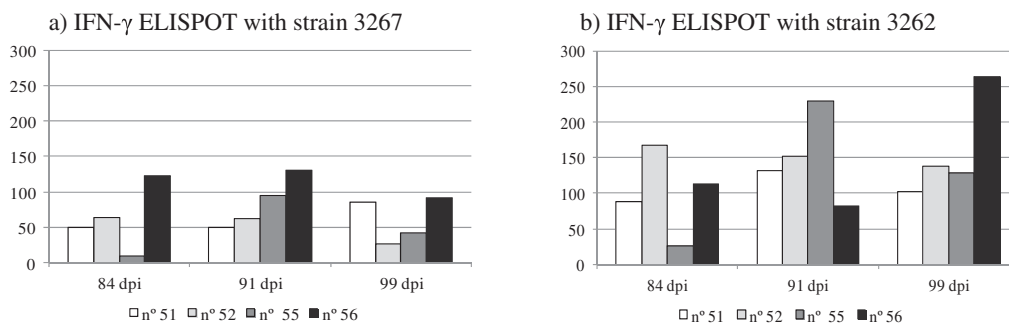 a) IFN-γ ELISPOT with strain 3267
300
250
200
150
100
50
0
84 dpi 91 dpi 99 dpi
nº 51 nº 52 nº 55 nº 56
b) IFN-γ ELISPOT with strain 3262
300
250
200
150
100
50
0
84 dpi 91 dpi 99 dpi
nº 51 nº 52 nº 55 nº 56